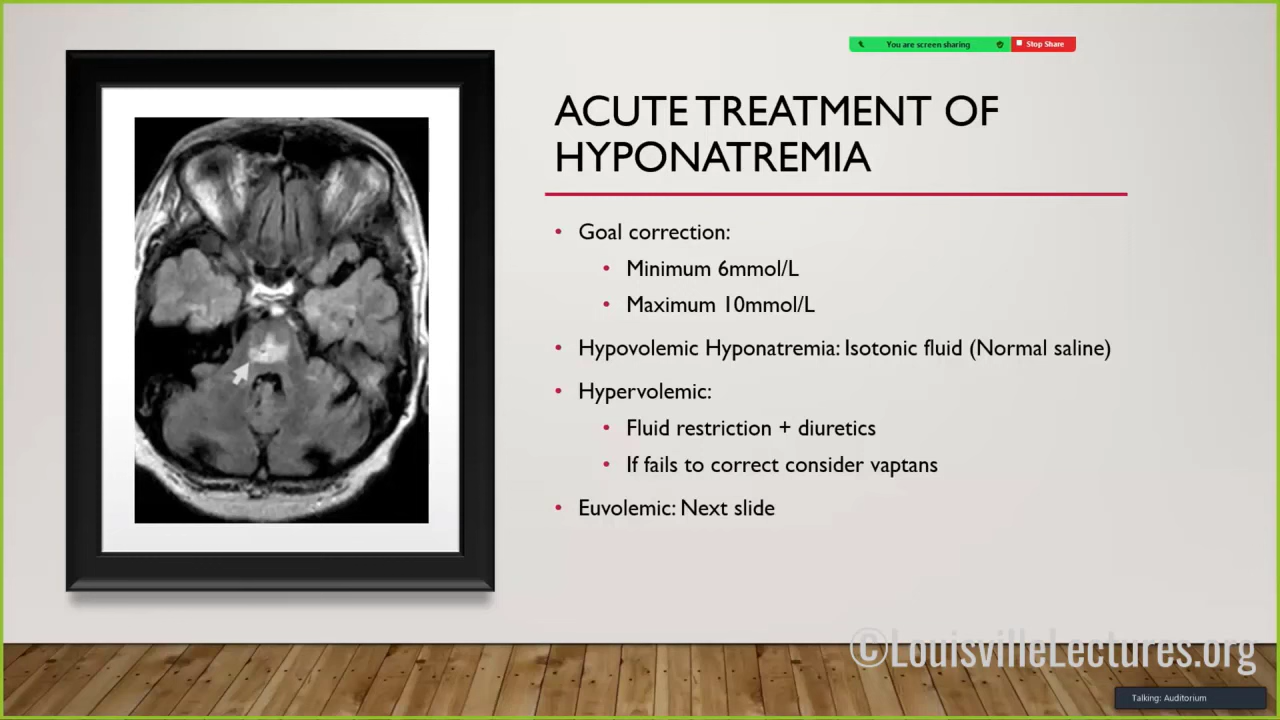 You are screen sharing
Stop Share
ACUTE TREATMENT OF
HYPONATREMIA
• Goal correction:
• Minimum 6mmol/L
• Maximum 10mmol/L
• Hypovolemic Hyponatremia: Isotonic fluid (Normal saline)
• Hypervolemic:
• Fluid restriction + diuretics
• If fails to correct consider vaptans
• Euvolemic: Next slide
©LouisvilleLectures.org
Talking: Auditorium